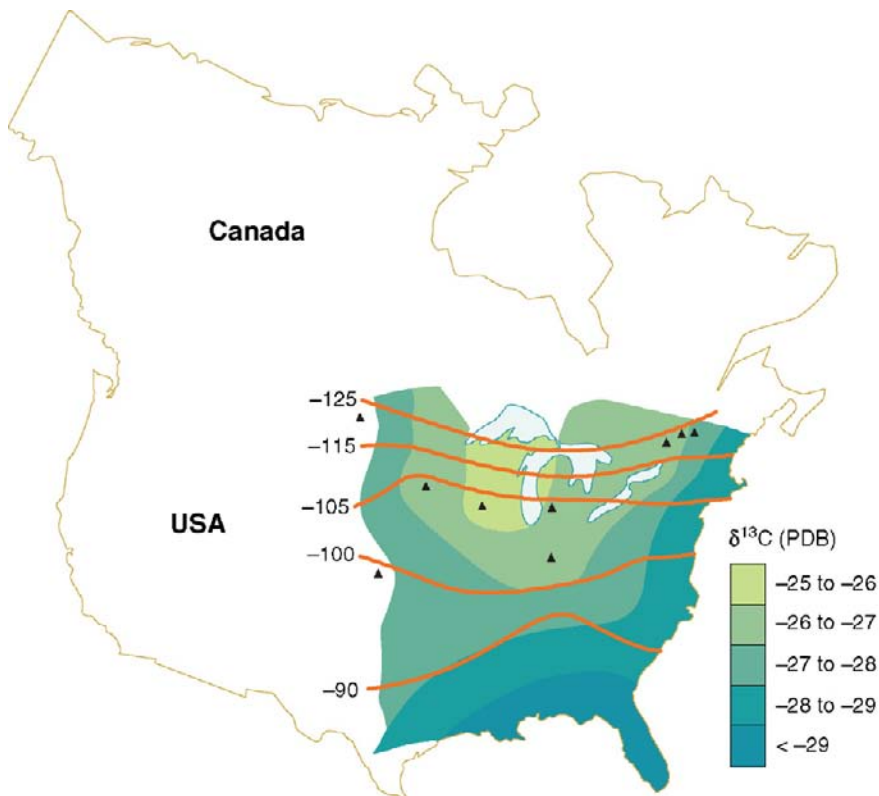 Canada
USA
–125
–115
–105
–100
–90
δ¹³C (PDB)
–25 to –26
–26 to –27
–27 to –28
–28 to –29
< –29